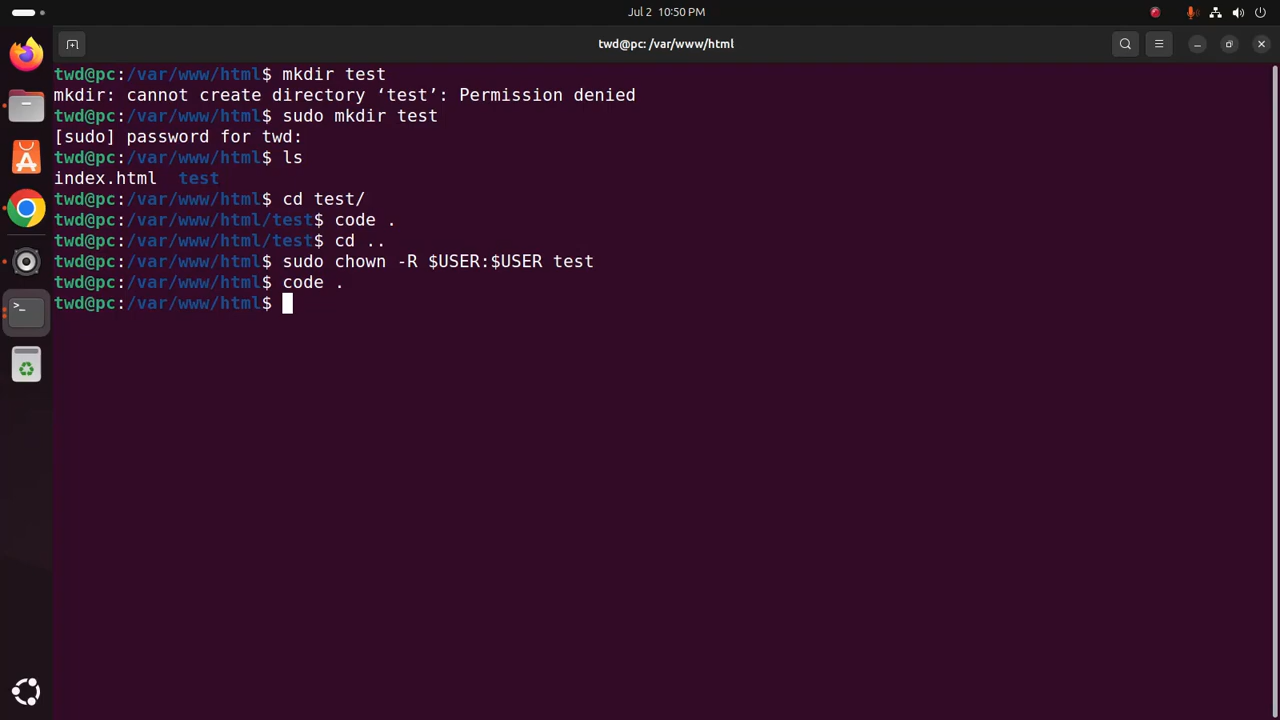 Jul 2 10:50 PM
twd@pc: /var/www/html
twd@pc:/var/www/html$ mkdir test
mkdir: cannot create directory ‘test’: Permission denied
twd@pc:/var/www/html$ sudo mkdir test
[sudo] password for twd:
twd@pc:/var/www/html$ ls
index.html  test
twd@pc:/var/www/html$ cd test/
twd@pc:/var/www/html/test$ code .
twd@pc:/var/www/html/test$ cd ..
twd@pc:/var/www/html$ sudo chown -R $USER:$USER test
twd@pc:/var/www/html$ code .
twd@pc:/var/www/html$